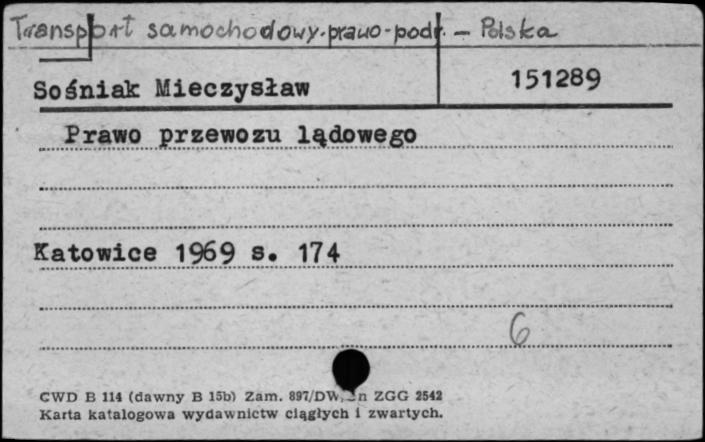 Transport samochodowy-prawo-podr. - Polska
Sośniak Mieczysław 151289
Prawo przewozu lądowego
Katowice 1969 s. 174
6
CWD B 114 (dawny B 15b) Zam. 897/DW, n ZGG 2542
Karta katalogowa wydawnictw ciągłych i zwartych.